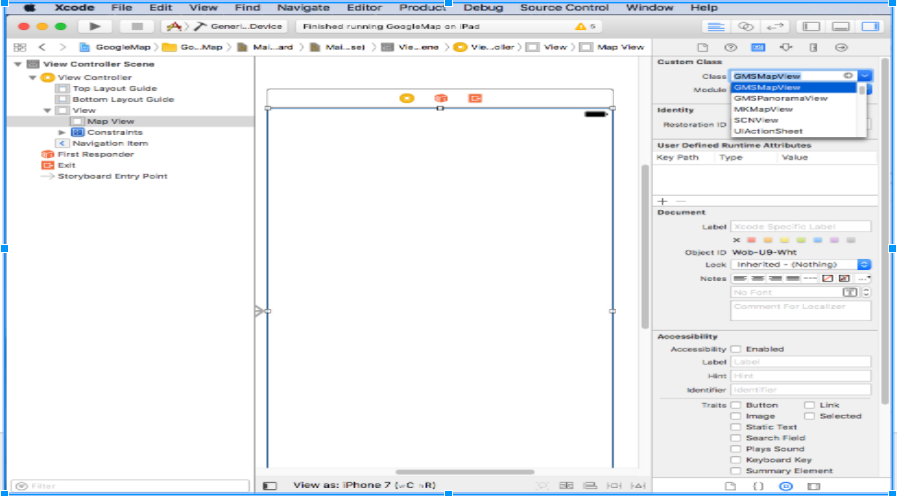 Xcode File Edit View Find Navigate Editor Product Debug Source Control Window Help
Generi...Device Finished running GoogleMap on iPad 5
GoogleMap Go...Map Mai...ard Mai...se) Vie...ene Vie...oller View Map View
View Controller Scene
View Controller
Top Layout Guide
Bottom Layout Guide
View
Map View
Constraints
Navigation Item
First Responder
Exit
Storyboard Entry Point
Filter
View as: iPhone 7 (wC hR)
Custom Class
Class GMSMapView
Module
GMSMapView
GMSPanoramaView
MKMapView
SCNView
UIActionSheet
Identity
Restoration ID
User Defined Runtime Attributes
Key Path Type Value
Document
Label Xcode Specific Label
Object ID Wob-U9-Wht
Lock Inherited - (Nothing)
Notes
No Font
Comment For Localizer
Accessibility
Accessibility Enabled
Label Label
Hint Hint
Identifier Identifier
Traits Button Link
Image Selected
Static Text
Search Field
Plays Sound
Keyboard Key
Summary Element